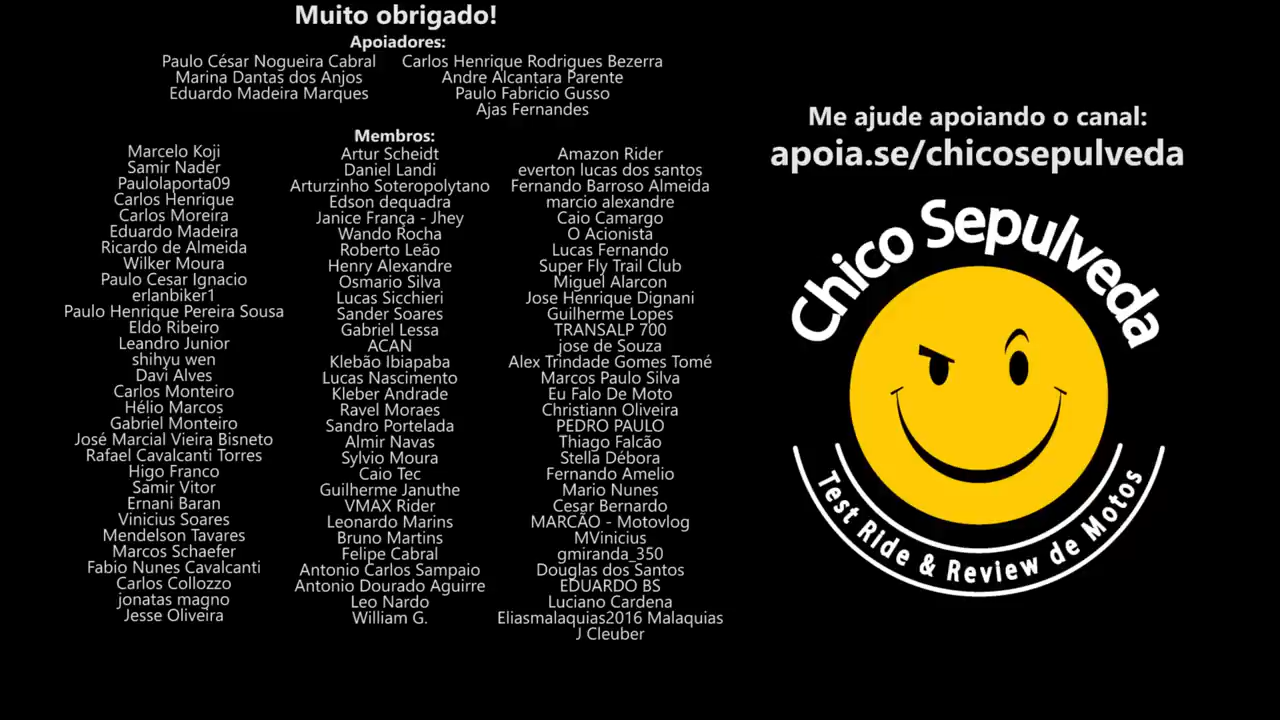 Muito obrigado!
Apoiadores:
Paulo César Nogueira Cabral
Marina Dantas dos Anjos
Eduardo Madeira Marques
Carlos Henrique Rodrigues Bezerra
Andre Alcantara Parente
Paulo Fabricio Gusso
Ajas Fernandes
Membros:
Marcelo Koji
Samir Nader
Paulolaporta09
Carlos Henrique
Carlos Moreira
Eduardo Madeira
Ricardo de Almeida
Wilker Moura
Paulo Cesar Ignacio
erlanbiker1
Paulo Henrique Pereira Sousa
Eldo Ribeiro
Leandro Junior
shihyu wen
Davi Alves
Carlos Monteiro
Hélio Marcos
Gabriel Monteiro
José Marcial Vieira Bisneto
Rafael Cavalcanti Torres
Higo Franco
Samir Vitor
Ernani Baran
Vinicius Soares
Mendelson Tavares
Marcos Schaefer
Fabio Nunes Cavalcanti
Carlos Collozzo
jonatas magno
Jesse Oliveira
Artur Scheidt
Daniel Landi
Arturzinho Soteropolytano
Edson dequadra
Janice França - Jhey
Wando Rocha
Roberto Leão
Henry Alexandre
Osmario Silva
Lucas Sicchieri
Sander Soares
Gabriel Lessa
ACAN
Klebão Ibiapaba
Lucas Nascimento
Kleber Andrade
Ravel Moraes
Sandro Portelada
Almir Navas
Sylvio Moura
Caio Tec
Guilherme Januthe
VMAX Rider
Leonardo Marins
Bruno Martins
Felipe Cabral
Antonio Carlos Sampaio
Antonio Dourado Aguirre
Leo Nardo
William G.
Amazon Rider
everton lucas dos santos
Fernando Barroso Almeida
marcio alexandre
Caio Camargo
O Acionista
Lucas Fernando
Super Fly Trail Club
Miguel Alarcon
Jose Henrique Dignani
Guilherme Lopes
TRANSALP 700
jose de Souza
Alex Trindade Gomes Tomé
Marcos Paulo Silva
Eu Falo De Moto
Christiann Oliveira
PEDRO PAULO
Thiago Falcão
Stella Débora
Fernando Amelio
Mario Nunes
Cesar Bernardo
MARCÃO - Motovlog
MVinicius
gmiranda_350
Douglas dos Santos
EDUARDO BS
Luciano Cardena
Eliasmalaquias2016 Malaquias
J Cleuber
Me ajude apoiando o canal:
apoia.se/chicosepulveda
Chico Sepulveda
Test Ride & Review de Motos